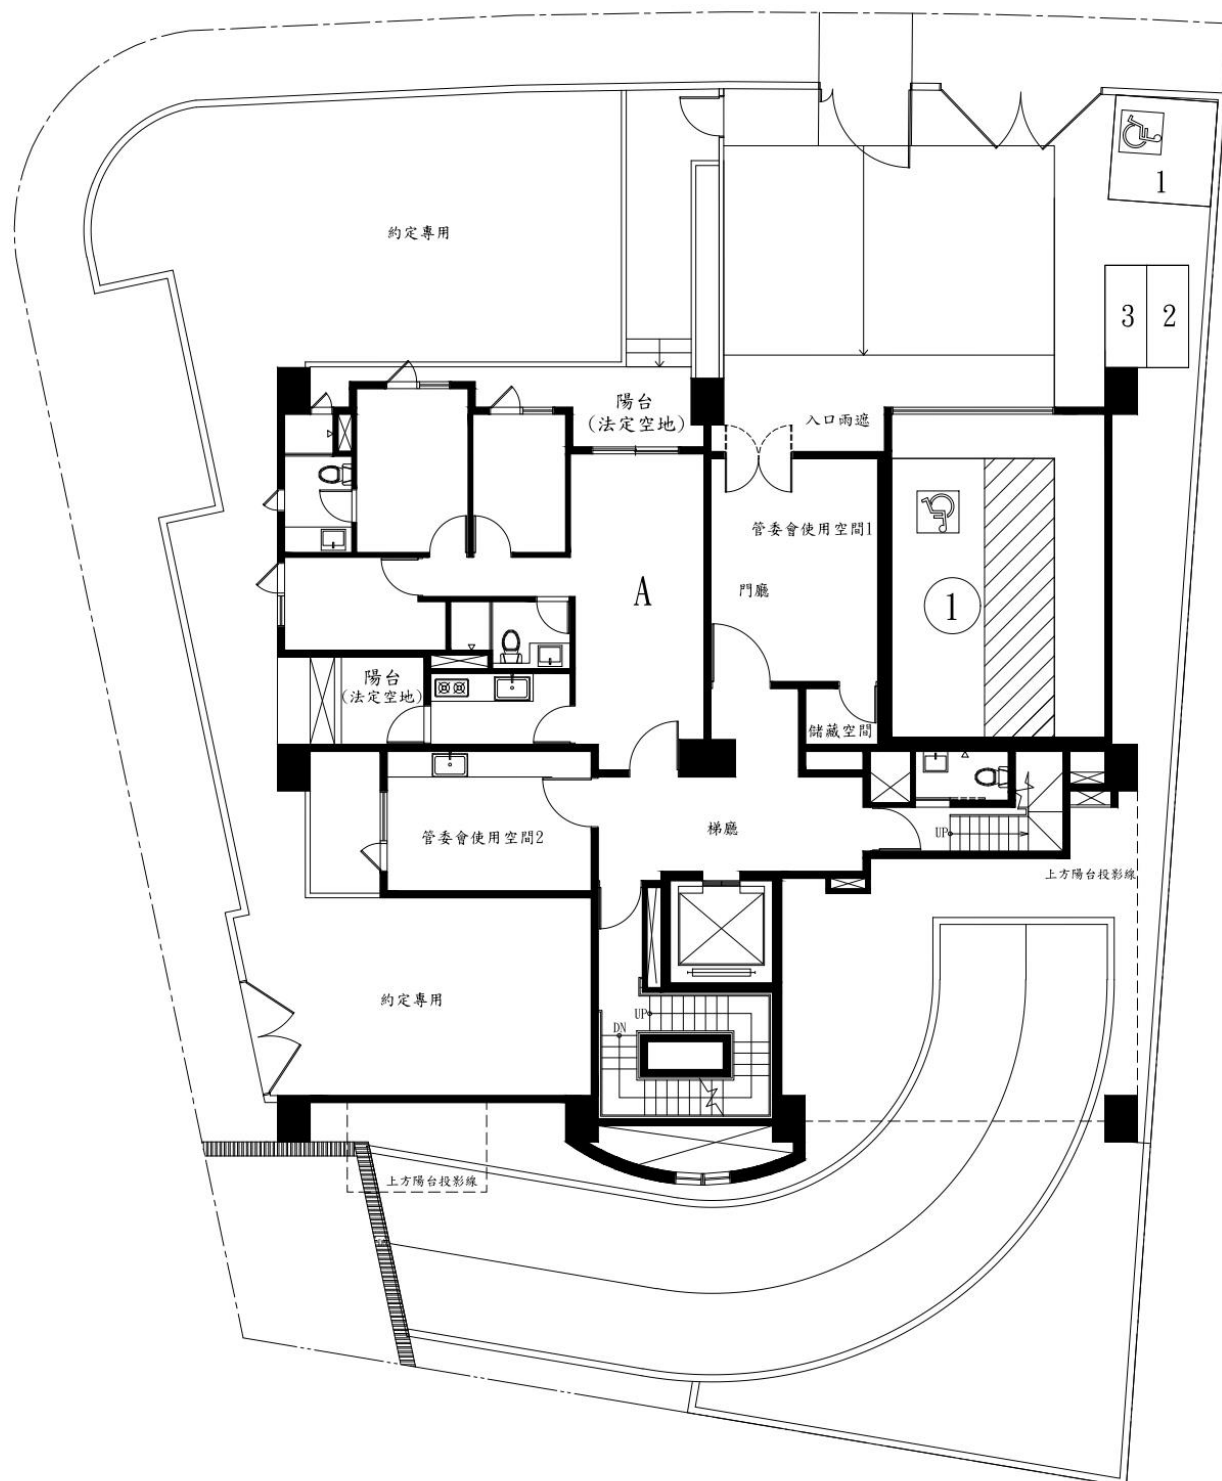 1
約定專用
3
2
陽台
(法定空地)
入口雨遮
管委會使用空間1
門廳
A
1
陽台
(法定空地)
儲藏空間
梯廳
管委會使用空間2
UP
上方陽台投影線
約定專用
UP
DN
上方陽台投影線